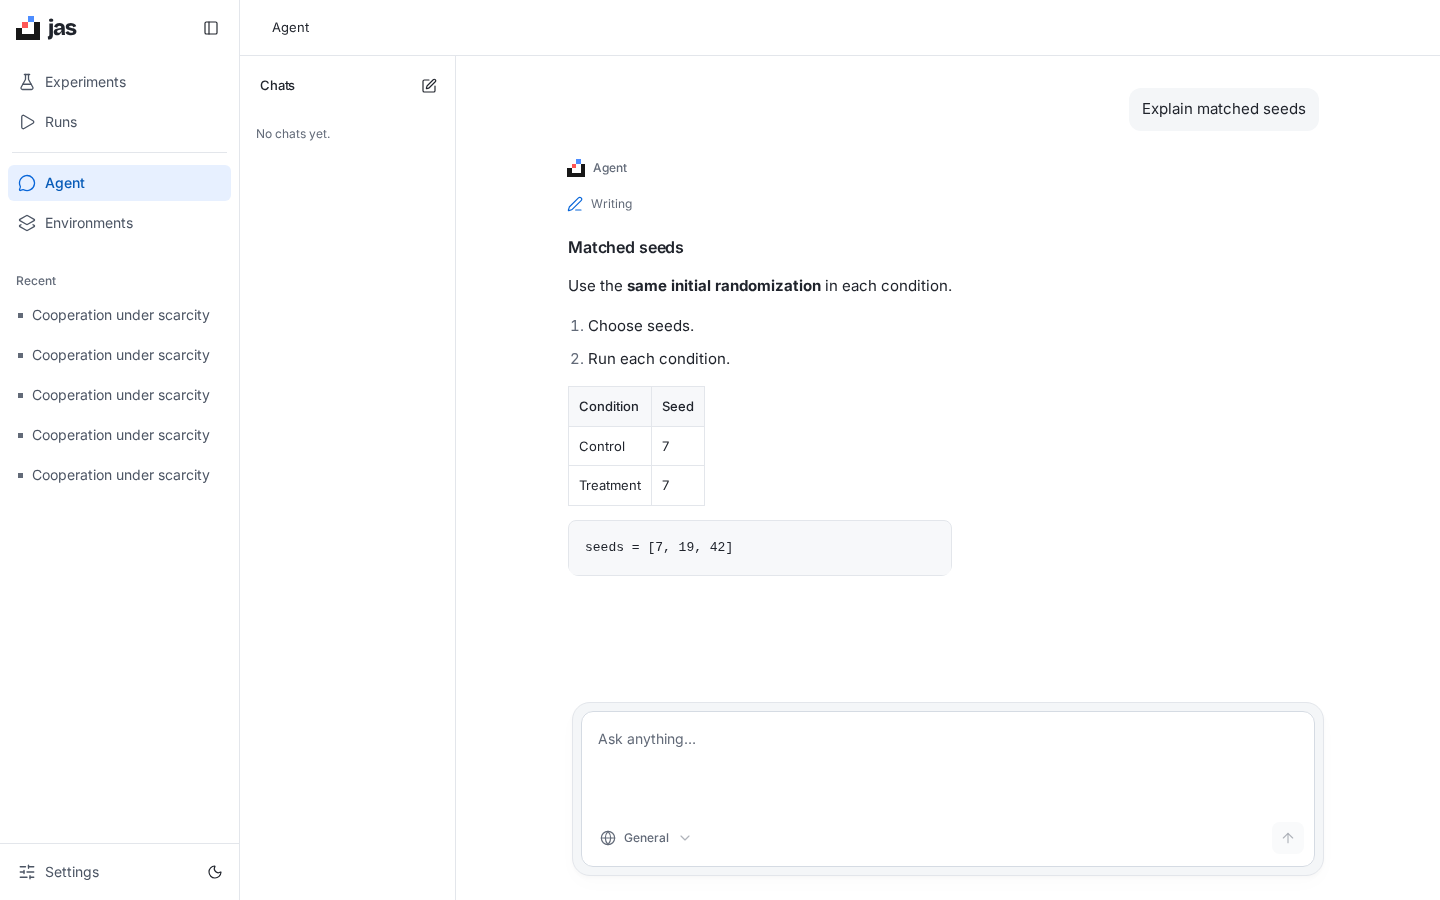 jas
Experiments
Runs
Agent
Environments
Recent
Cooperation under scarcity
Cooperation under scarcity
Cooperation under scarcity
Cooperation under scarcity
Cooperation under scarcity
Settings
Agent
Chats
No chats yet.
Explain matched seeds
Agent
Writing
Matched seeds
Use the same initial randomization in each condition.
1. Choose seeds.
2. Run each condition.
Condition Seed
Control 7
Treatment 7
seeds = [7, 19, 42]
Ask anything...
General